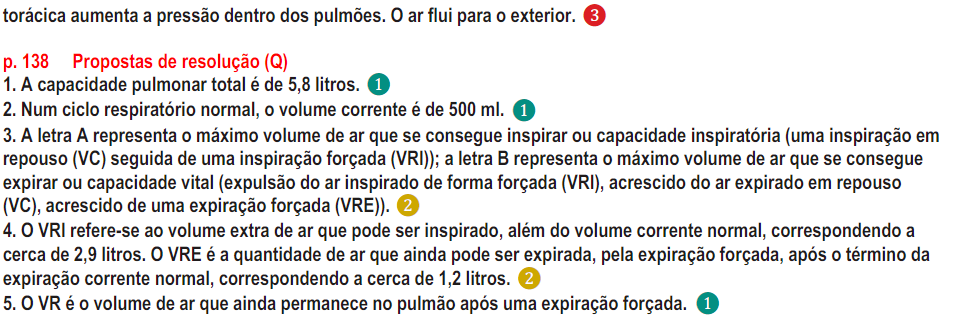 torácica aumenta a pressão dentro dos pulmões. O ar flui para o exterior. 3
p. 138 Propostas de resolução (Q)
1. A capacidade pulmonar total é de 5,8 litros. 1
2. Num ciclo respiratório normal, o volume corrente é de 500 ml. 1
3. A letra A representa o máximo volume de ar que se consegue inspirar ou capacidade inspiratória (uma inspiração em
repouso (VC) seguida de uma inspiração forçada (VRI)); a letra B representa o máximo volume de ar que se consegue
expirar ou capacidade vital (expulsão do ar inspirado de forma forçada (VRI), acrescido do ar expirado em repouso
(VC), acrescido de uma expiração forçada (VRE)). 2
4. O VRI refere-se ao volume extra de ar que pode ser inspirado, além do volume corrente normal, correspondendo a
cerca de 2,9 litros. O VRE é a quantidade de ar que ainda pode ser expirada, pela expiração forçada, após o término da
expiração corrente normal, correspondendo a cerca de 1,2 litros. 2
5. O VR é o volume de ar que ainda permanece no pulmão após uma expiração forçada. 1